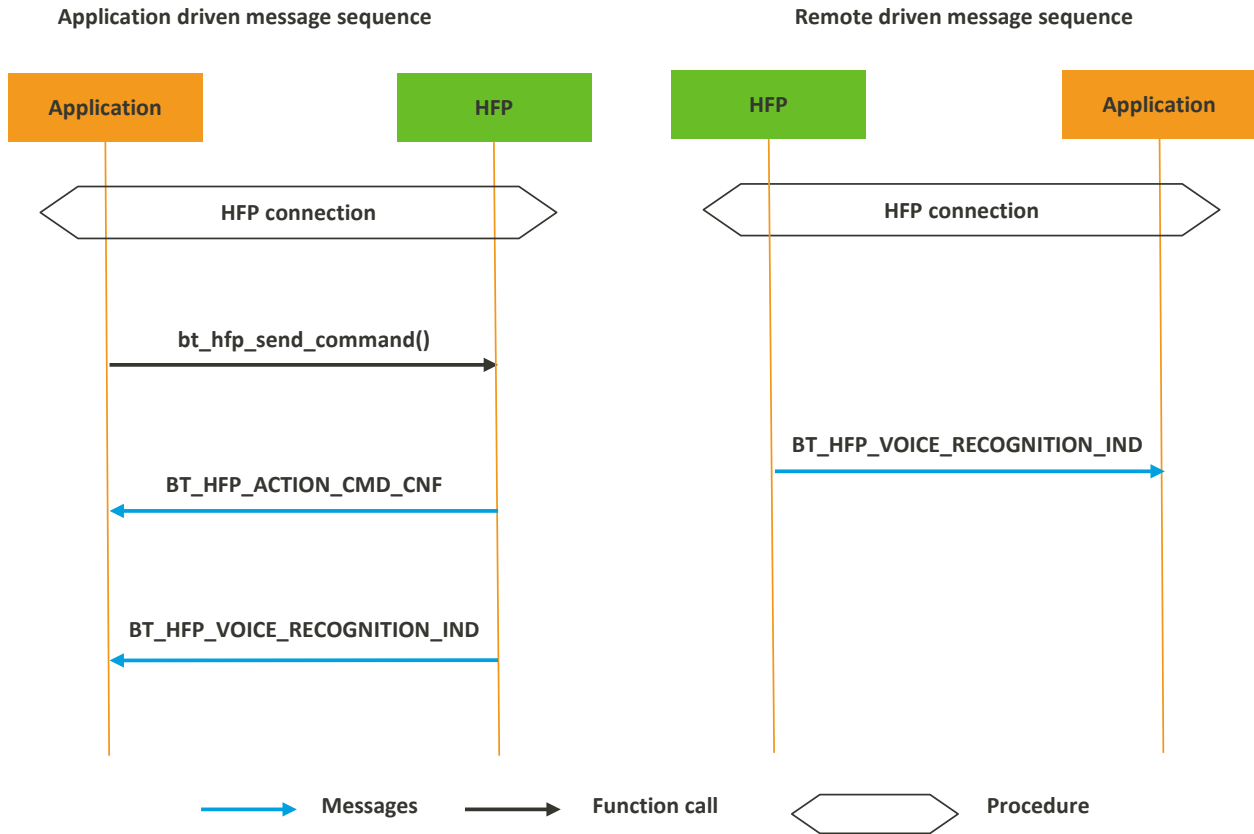 Application driven message sequence
Remote driven message sequence
Application
HFP
HFP
Application
HFP connection
HFP connection
bt_hfp_send_command()
BT_HFP_VOICE_RECOGNITION_IND
BT_HFP_ACTION_CMD_CNF
BT_HFP_VOICE_RECOGNITION_IND
Messages
Function call
Procedure